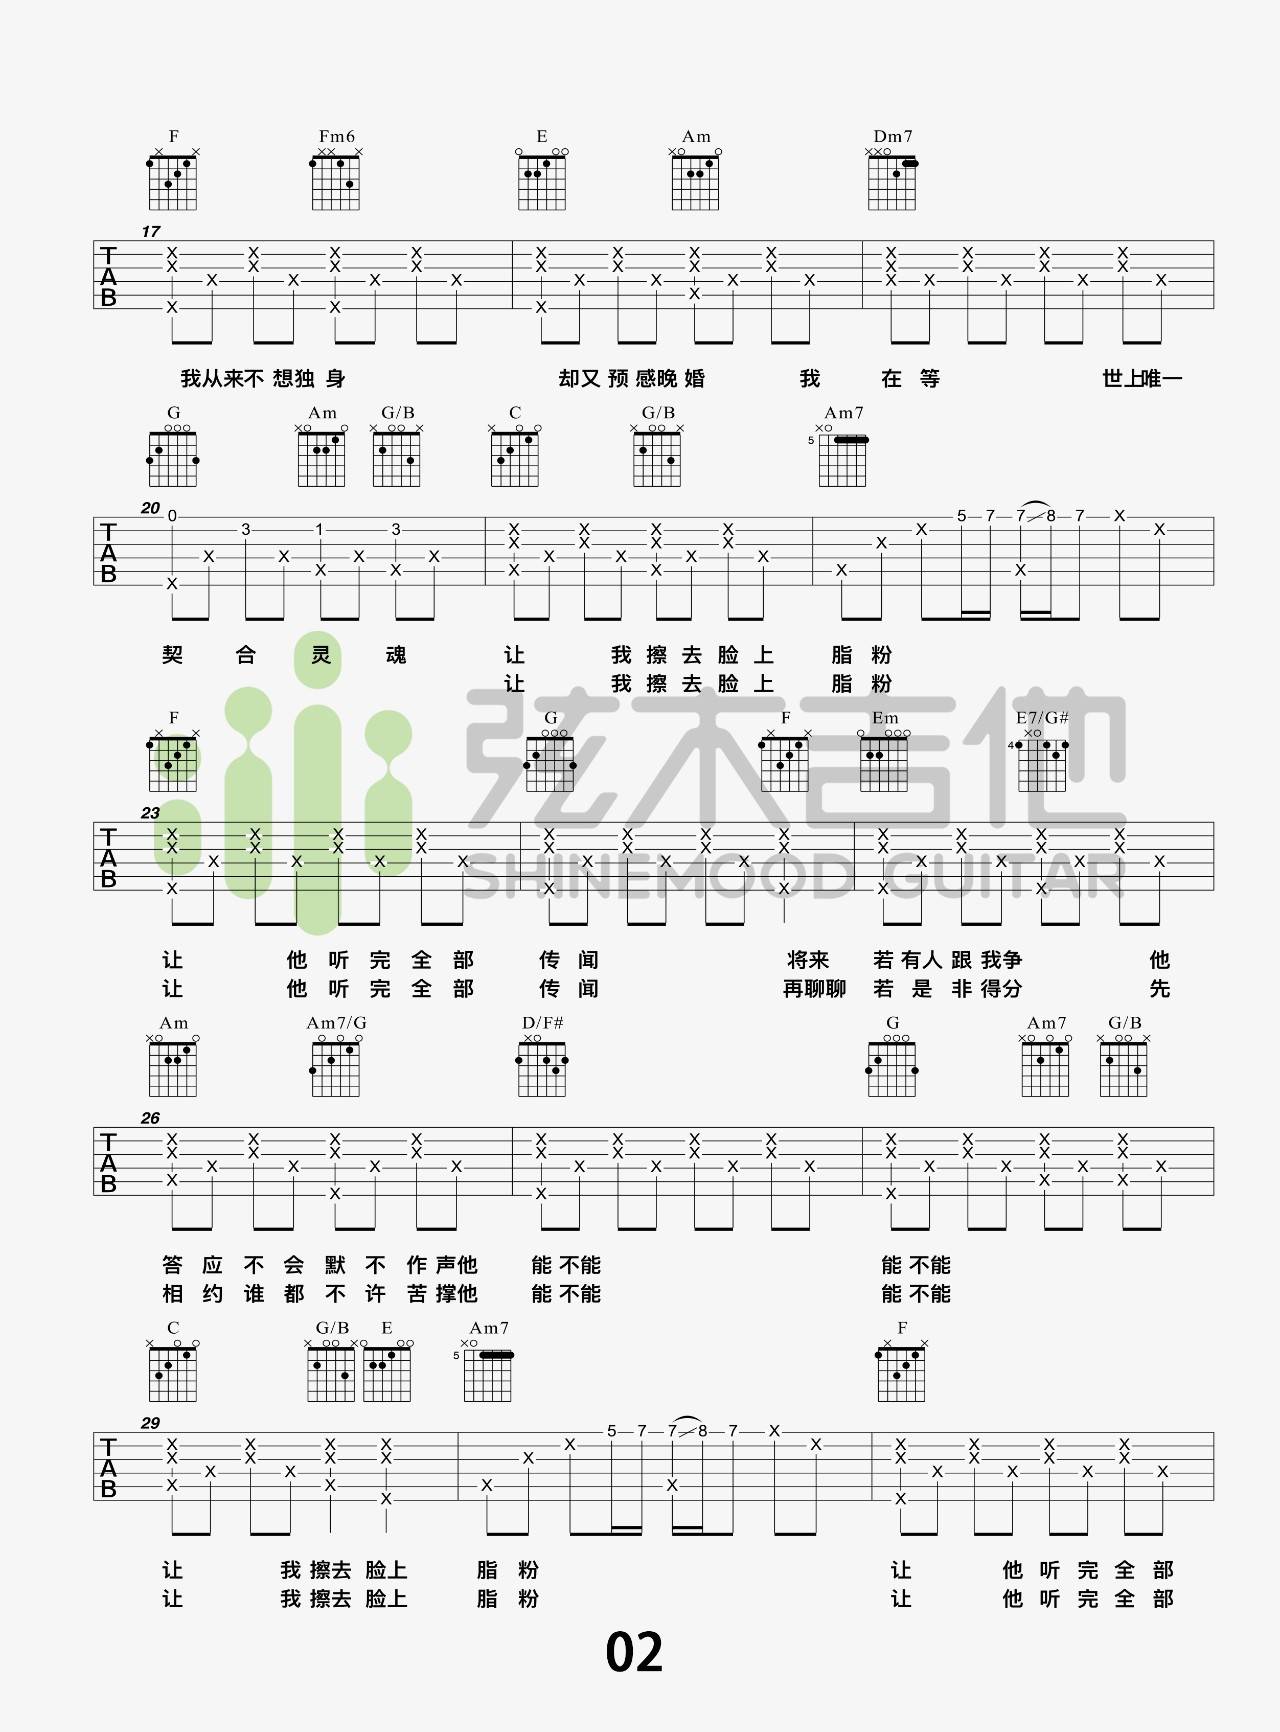 F Fm6 E Am Dm7
17
我从来不想独身 却又预感晚婚 我 在等 世上唯一
G Am G/B C G/B Am7
5
20 0 3 1 3 5 7 7 8 7
契合灵魂 让 我擦去脸上 脂粉
让 我擦去脸上 脂粉
F G F Em E7/G#
4
弦木吉他
23
SHINEMOOD GUITAR
让 他听完全部 传闻 将来 若有人跟我争 他
让 他听完全部 传闻 再聊聊 若是非得分 先
Am Am7/G D/F# G Am7 G/B
26
答应不会默不作声他 能不能 能不能
相约谁都不许苦撑他 能不能 能不能
C G/B E Am7 F
5
29 5 7 7 8 7
让 我擦去脸上 脂粉 让 他听完全部
让 我擦去脸上 脂粉 让 他听完全部
02